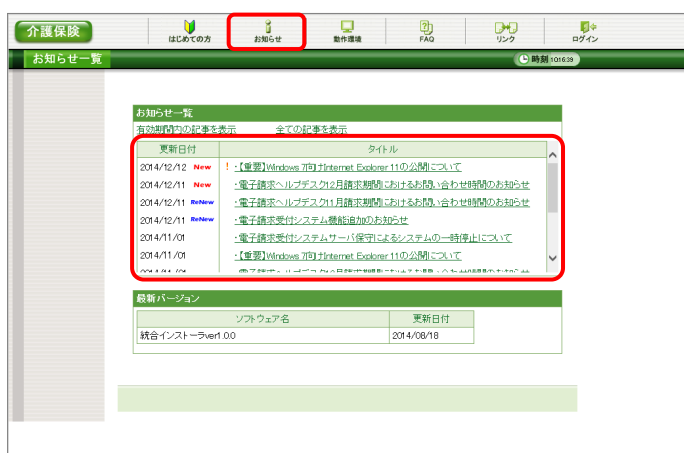 介護保険
はじめての方 お知らせ 動作環境 FAQ リンク ログイン
お知らせ一覧
時刻 10:16:39
お知らせ一覧
有効期間内の記事を表示 全ての記事を表示
更新日付 タイトル
2014/12/12 New ! ・【重要】Windows 7向けInternet Explorer 11の公開について
2014/12/11 New ・電子請求ヘルプデスク12月請求期間におけるお問い合わせ時間のお知らせ
2014/12/11 ReNew ・電子請求ヘルプデスク11月請求期間におけるお問い合わせ時間のお知らせ
2014/12/11 ReNew ・電子請求受付システム機能追加のお知らせ
2014/11/01 ・電子請求受付システムサーバ保守によるシステムの一時停止について
2014/11/01 ・【重要】Windows 7向けInternet Explorer 11の公開について
最新バージョン
ソフトウェア名 更新日付
統合インストーラver1.0.0 2014/08/18